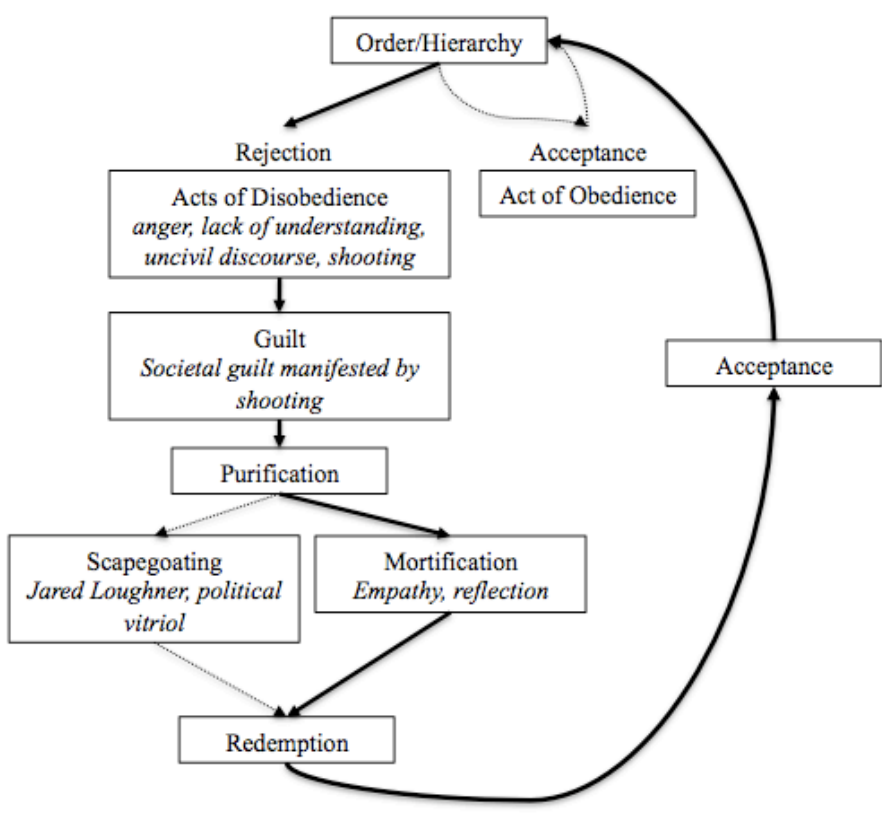 Order/Hierarchy
Rejection
Acceptance
Acts of Disobedience
anger, lack of understanding,
uncivil discourse, shooting
Act of Obedience
Guilt
Societal guilt manifested by
shooting
Acceptance
Purification
Scapegoating
Jared Loughner, political
vitriol
Mortification
Empathy, reflection
Redemption